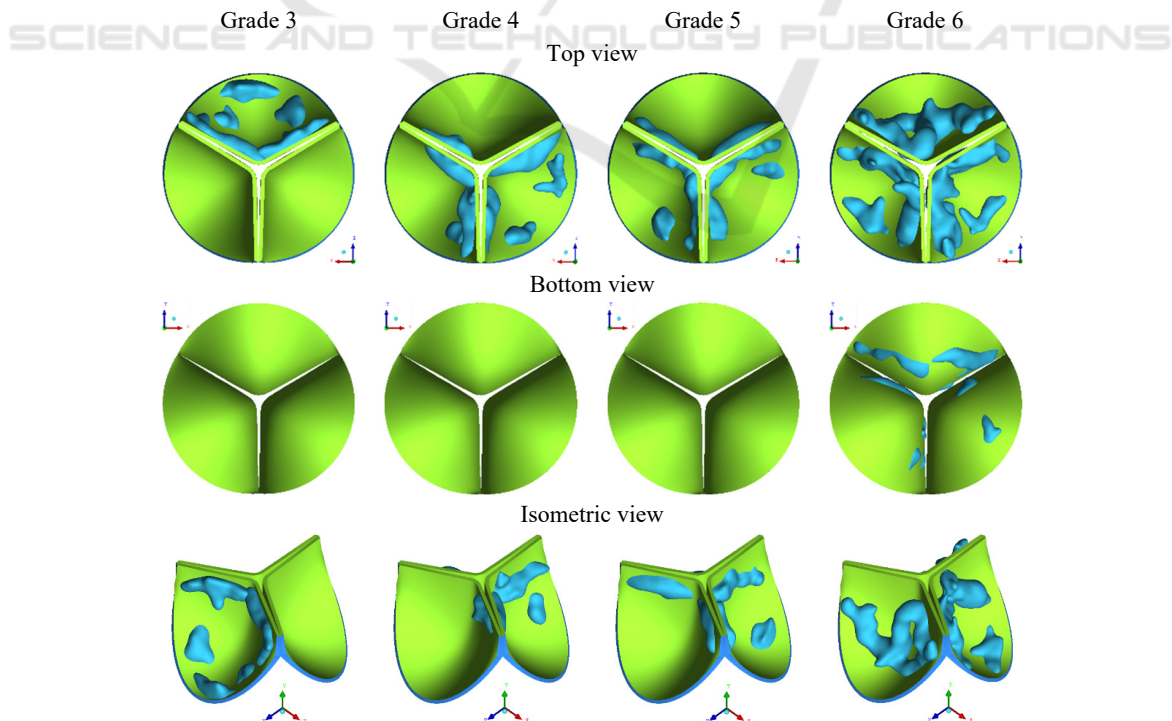 Grade 3 Grade 4 Grade 5 Grade 6
SCIENCE AND TECHNOLOGY PUBLICATIONS
Top view
Bottom view
Isometric view